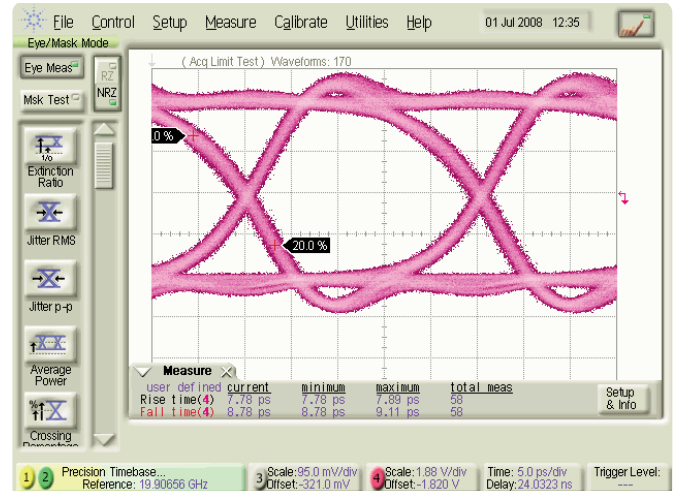 File Control Setup Measure Calibrate Utilities Help 01 Jul 2008 12:35
Eye/Mask Mode
Eye Meas
RZ
NRZ
Msk Test
( Acq Limit Test ) Waveforms: 170
.0 %
20.0 %
1/0
Extinction
Ratio
Jitter RMS
Jitter p-p
Average
Power
%
Crossing
Percentage
Measure
user defined current minimum maximum total meas
Rise time(4) 7.78 ps 7.78 ps 7.89 ps 58
Fall time(4) 8.78 ps 8.78 ps 9.11 ps 58
Setup
& Info
1 2 Precision Timebase...
Reference: 19.90656 GHz
3 Scale:95.0 mV/div
Offset:-321.0 mV
4 Scale:1.88 V/div
Offset:-1.820 V
Time: 5.0 ps/div
Delay:24.0323 ns
Trigger Level:
---